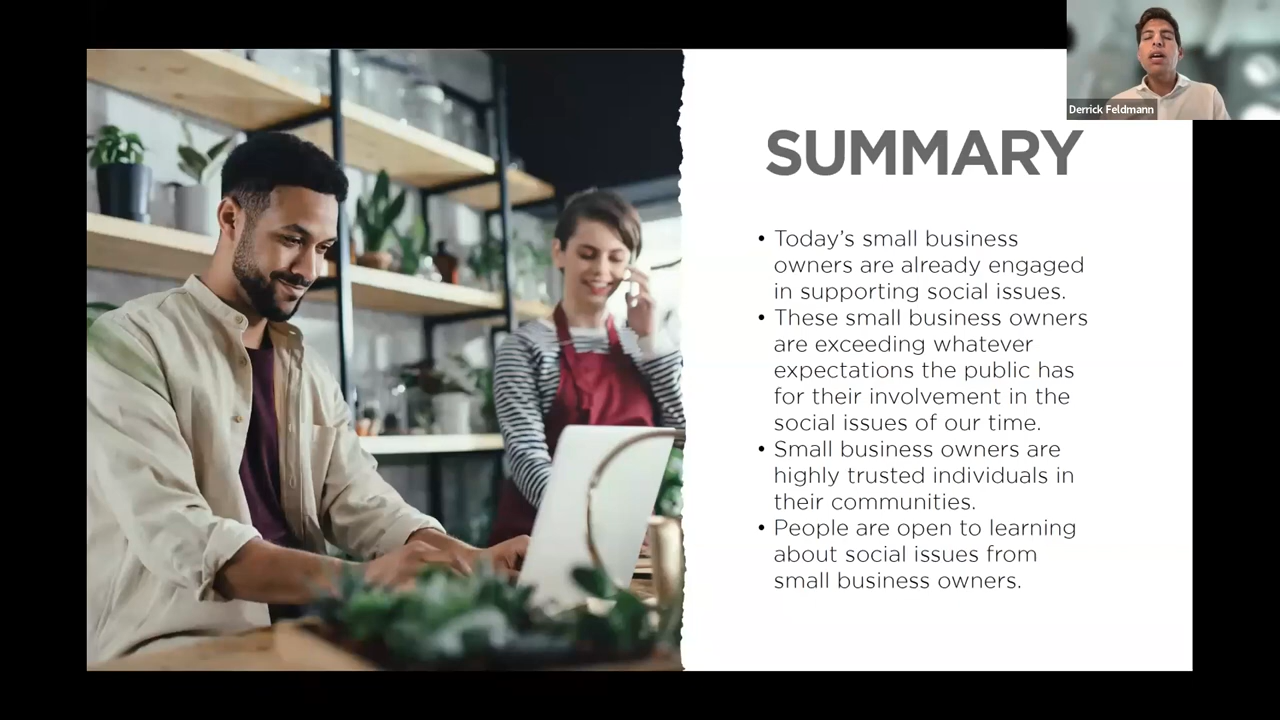 Derrick Feldmann
SUMMARY
• Today’s small business
owners are already engaged
in supporting social issues.
• These small business owners
are exceeding whatever
expectations the public has
for their involvement in the
social issues of our time.
• Small business owners are
highly trusted individuals in
their communities.
• People are open to learning
about social issues from
small business owners.